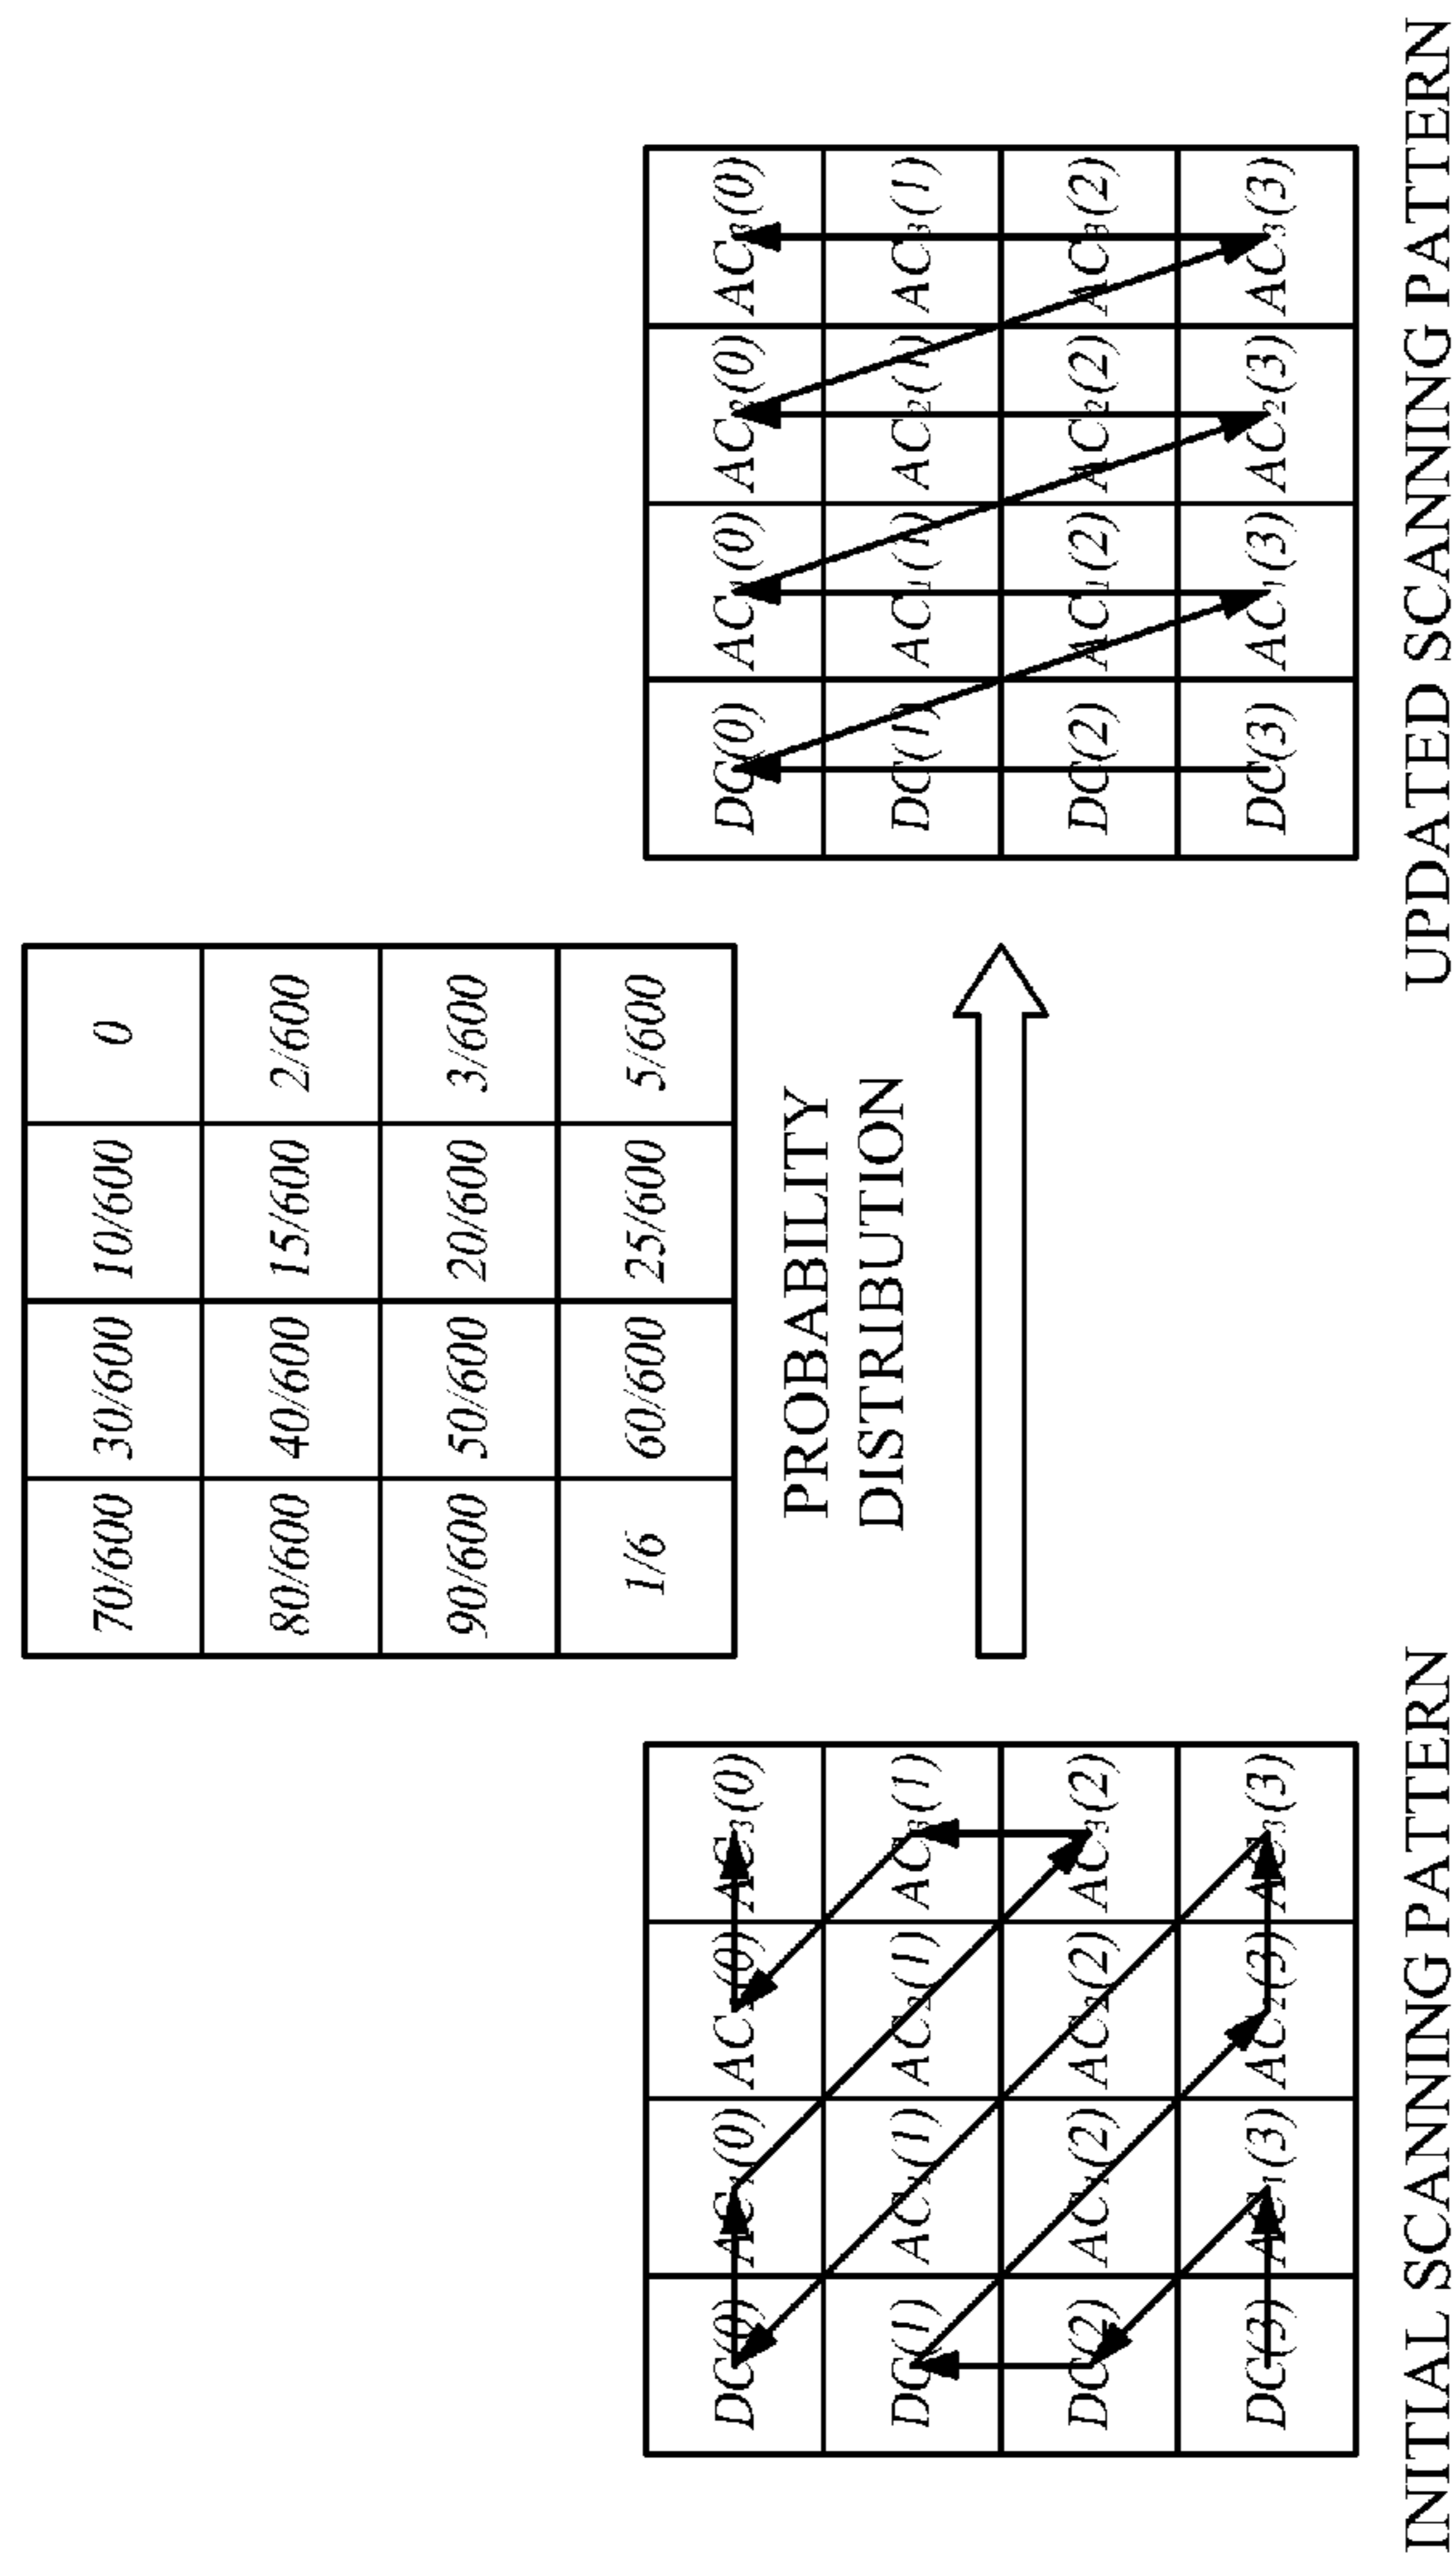 70/600 30/600 10/600 0
80/600 40/600 15/600 2/600
90/600 50/600 20/600 3/600
1/6 60/600 25/600 5/600
PROBABILITY
DISTRIBUTION
DC(0) AC₁(0) AC₂(0) AC₃(0)
DC(1) AC₁(1) AC₂(1) AC₃(1)
DC(2) AC₁(2) AC₂(2) AC₃(2)
DC(3) AC₁(3) AC₂(3) AC₃(3)
INITIAL SCANNING PATTERN
DC(0) AC₁(0) AC₂(0) AC₃(0)
DC(1) AC₁(1) AC₂(1) AC₃(1)
DC(2) AC₁(2) AC₂(2) AC₃(2)
DC(3) AC₁(3) AC₂(3) AC₃(3)
UPDATED SCANNING PATTERN